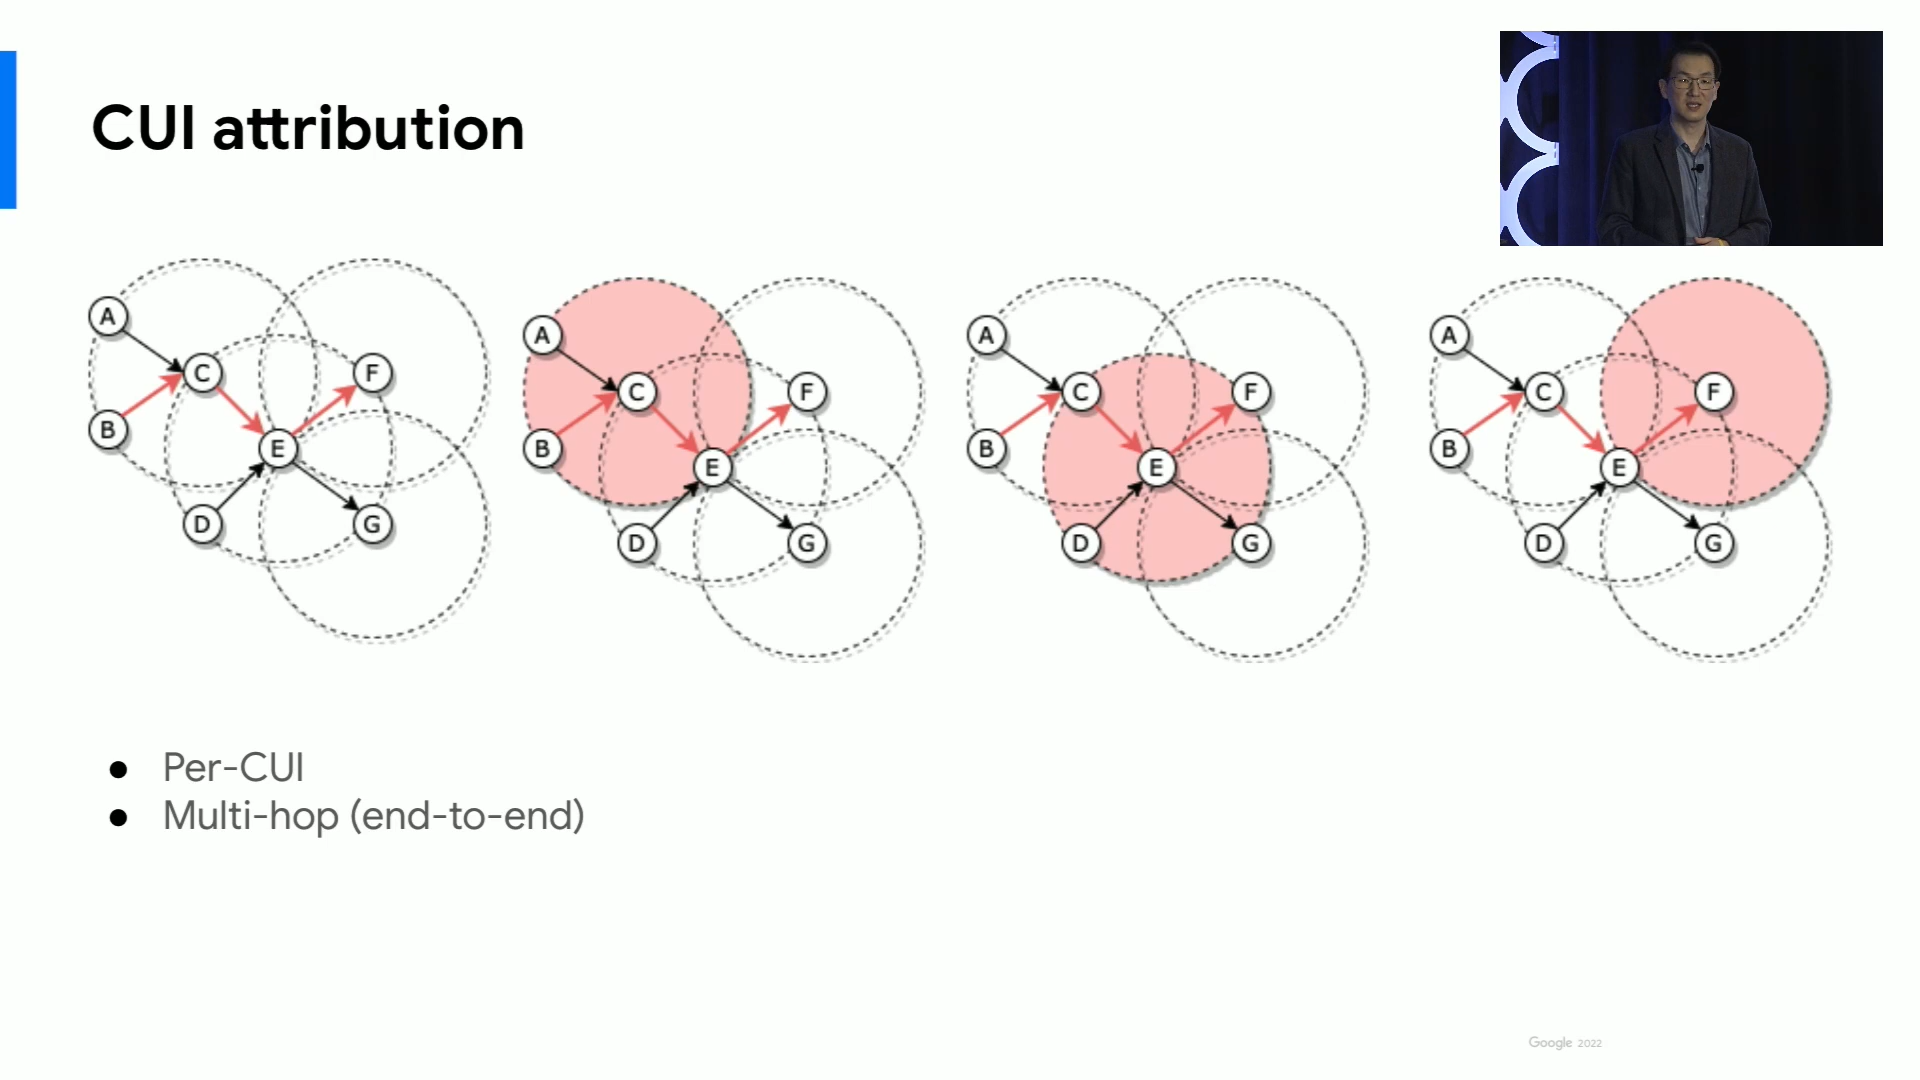 CUI attribution
A
C
B
F
E
D
G
A
C
B
F
E
D
G
A
C
B
F
E
D
G
A
C
B
F
E
D
G
● Per-CUI
● Multi-hop (end-to-end)
Google 2022